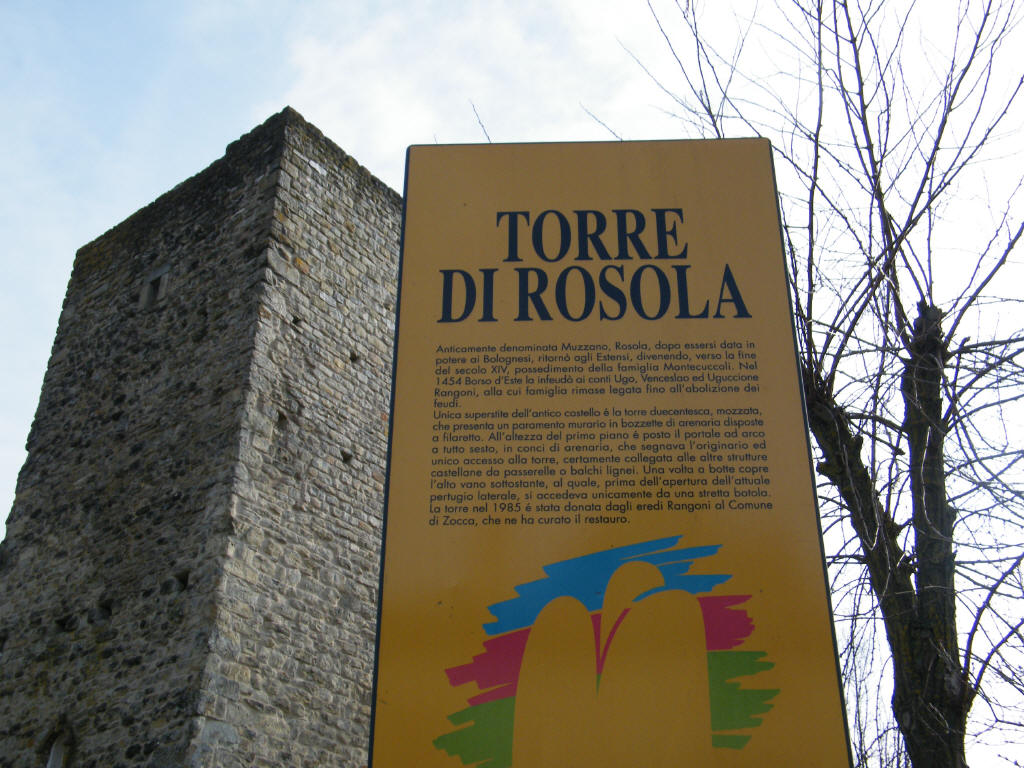 TORRE
DI ROSOLA
Anticamente denominata Muzzano, Rosola, dopo essersi data in
potere ai Bolognesi, ritornò agli Estensi, divenendo, verso la fine
del secolo XIV, possedimento della famiglia Montecuccoli. Nel
1454 Borso d'Este la infeudò ai conti Ugo, Venceslao ed Uguccione
Rangoni, alla cui famiglia rimase legata fino all'abolizione dei
feudi.
Unica superstite dell'antico castello é la torre duecentesca, mozzata,
che presenta un paramento murario in bozzette di arenaria disposte
a filaretto. All'altezza del primo piano é posto il portale ad arco
a tutto sesto, in conci di arenaria, che segnava l'originario ed
unico accesso alla torre, certamente collegata alle altre strutture
castellane da passerelle o balchi lignei. Una volta a botte copre
l'alto vano sottostante, al quale, prima dell'apertura dell'attuale
pertugio laterale, si accedeva unicamente da una stretta botola.
La torre nel 1985 é stata donata dagli eredi Rangoni al Comune
di Zocca, che ne ha curato il restauro.